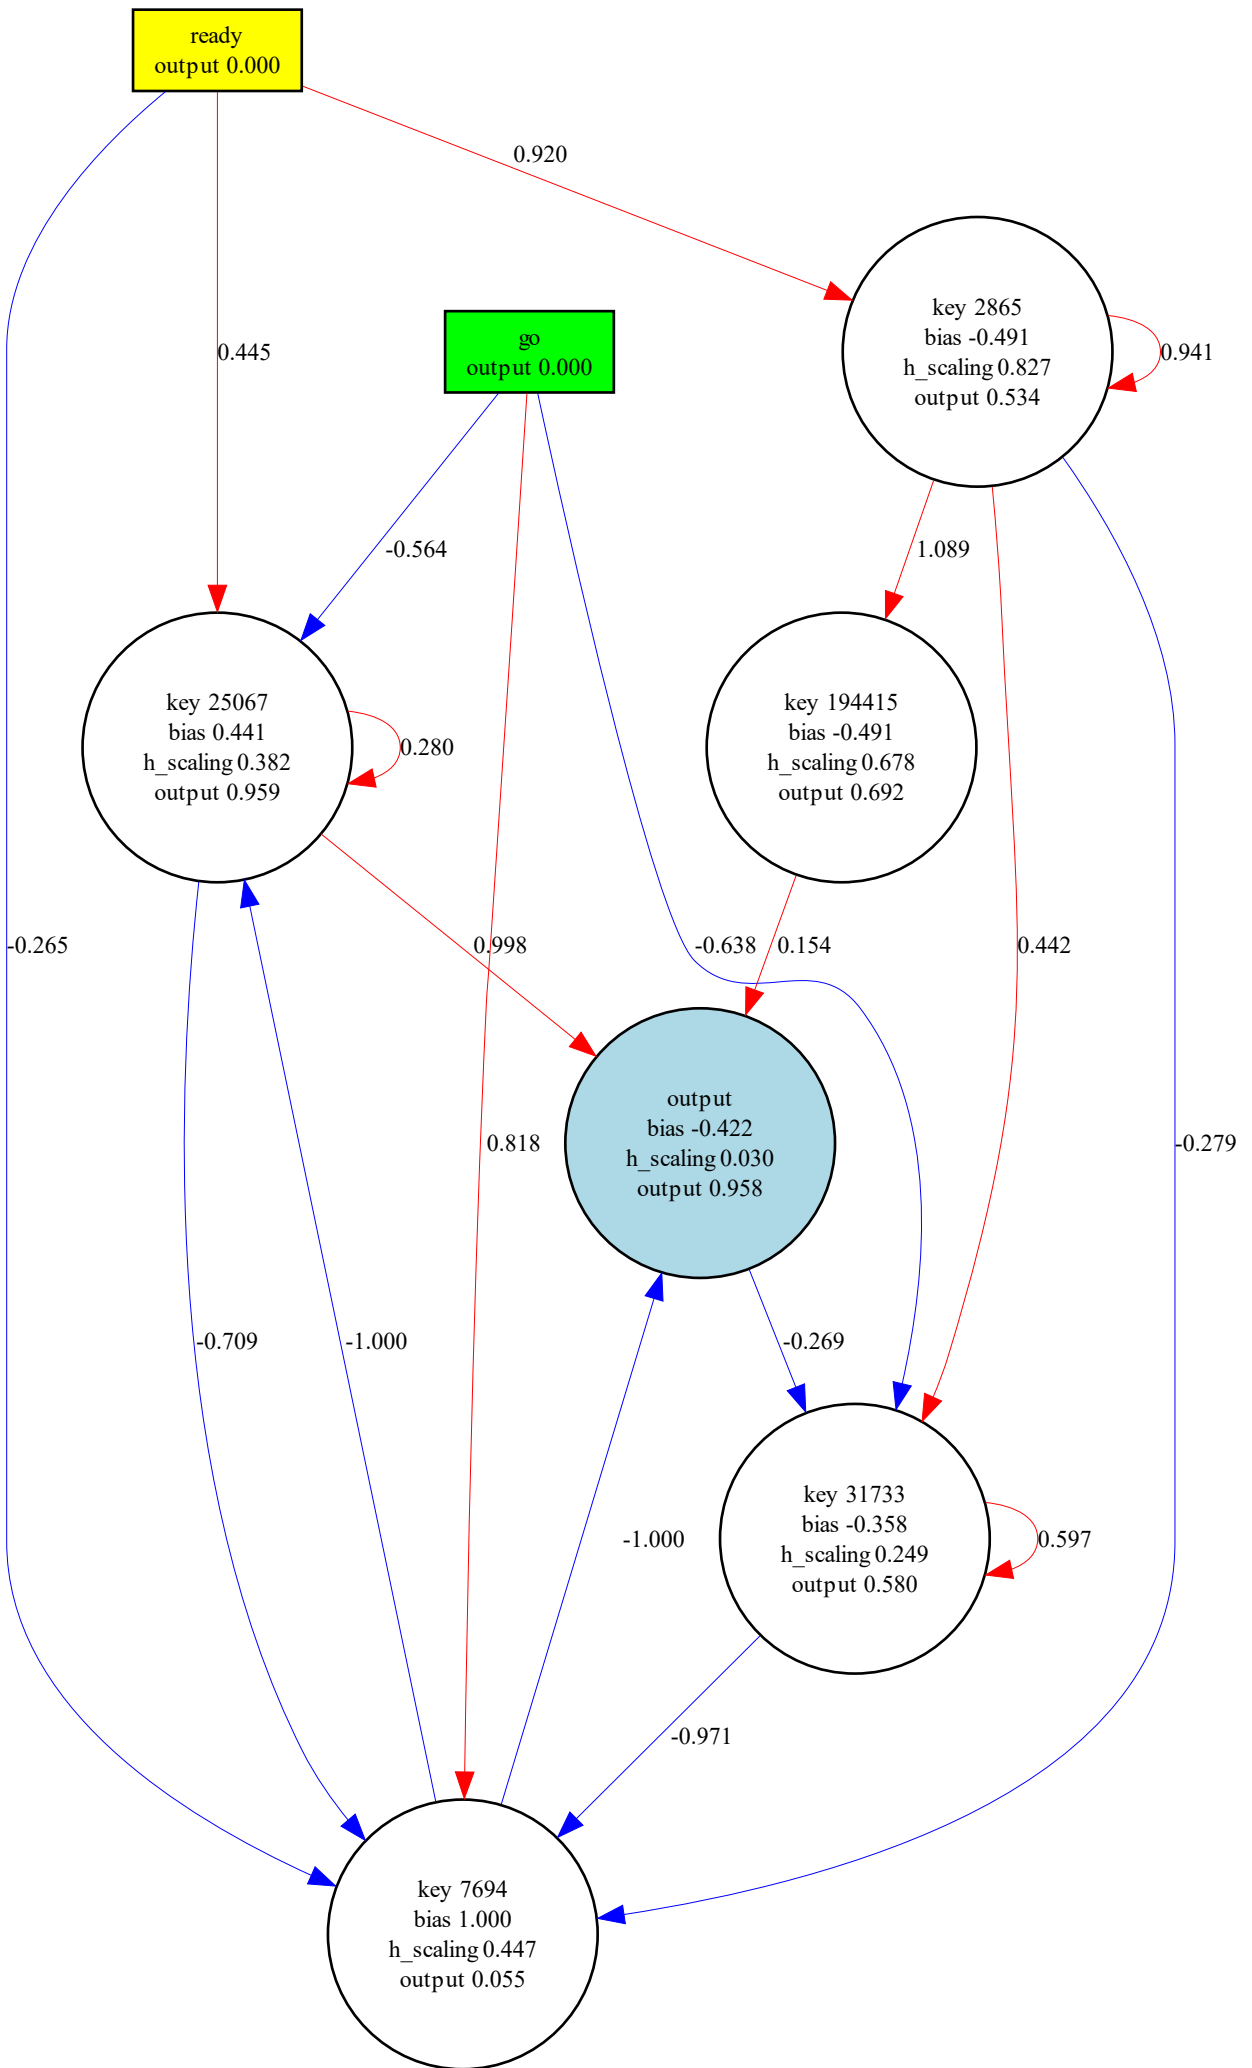 ready
output 0.000
0.920
key 2865
bias -0.491
h_scaling 0.827
output 0.534
0.941
go
output 0.000
0.445
-0.564
1.089
key 25067
bias 0.441
h_scaling 0.382
output 0.959
0.280
key 194415
bias -0.491
h_scaling 0.678
output 0.692
-0.265
0.998
-0.638
0.154
0.442
output
bias -0.422
h_scaling 0.030
output 0.958
0.818
-0.279
-0.709
-1.000
-0.269
key 31733
bias -0.358
h_scaling 0.249
output 0.580
-1.000
0.597
-0.971
key 7694
bias 1.000
h_scaling 0.447
output 0.055